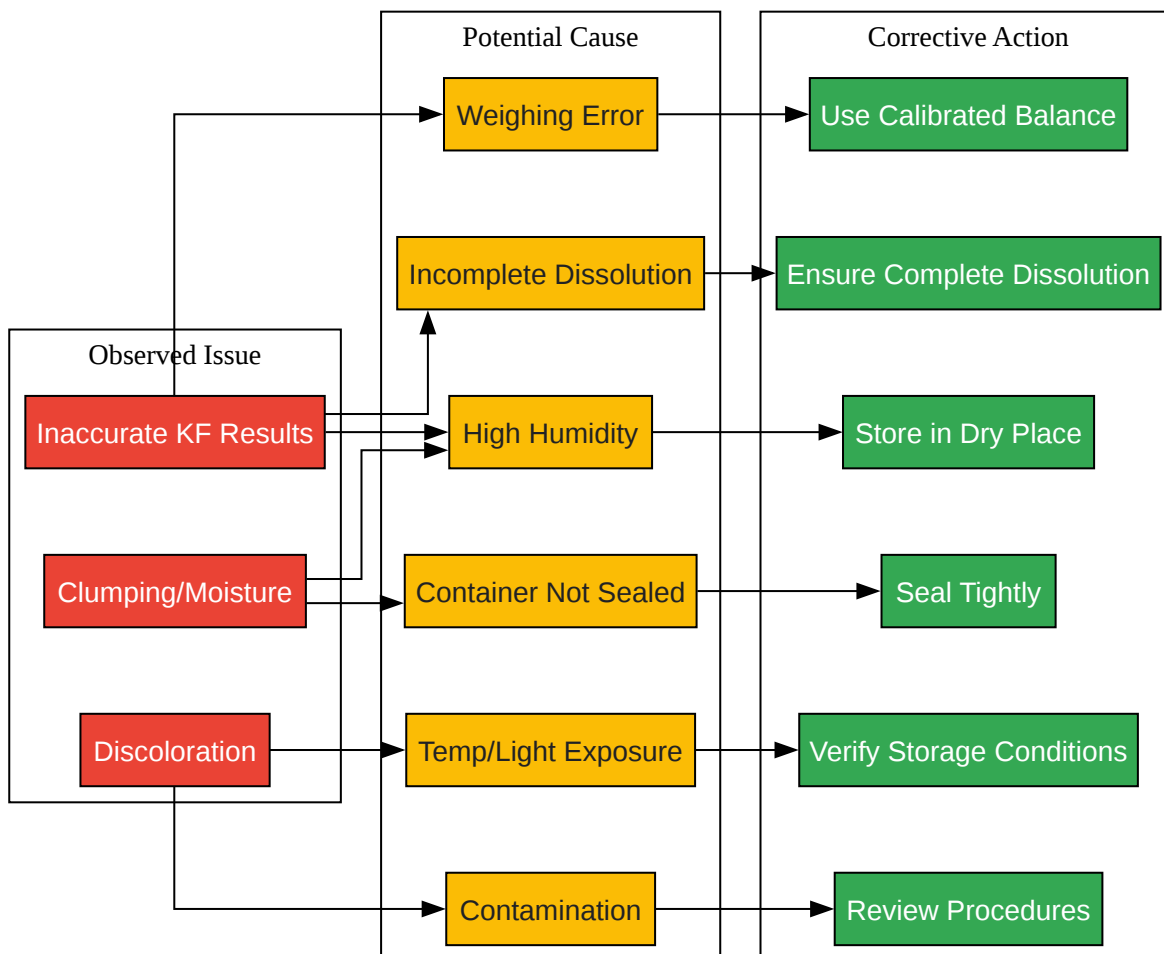 Potential Cause
Corrective Action
Weighing Error
Use Calibrated Balance
Incomplete Dissolution
Ensure Complete Dissolution
Observed Issue
Inaccurate KF Results
High Humidity
Store in Dry Place
Clumping/Moisture
Container Not Sealed
Seal Tightly
Discoloration
Temp/Light Exposure
Verify Storage Conditions
Contamination
Review Procedures